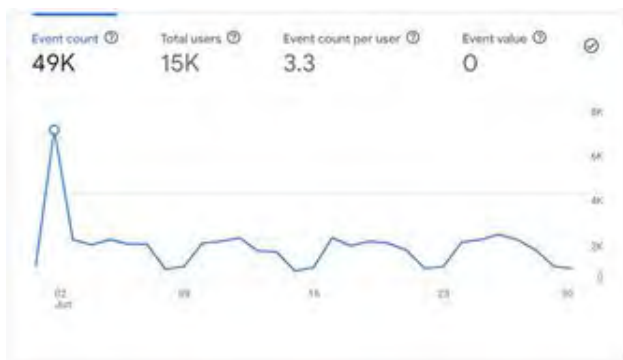 Event count
Total users
Event count per user
Event value
49K
15K
3.3
0
8K
6K
4K
2K
0
02
09
16
23
30
Jun